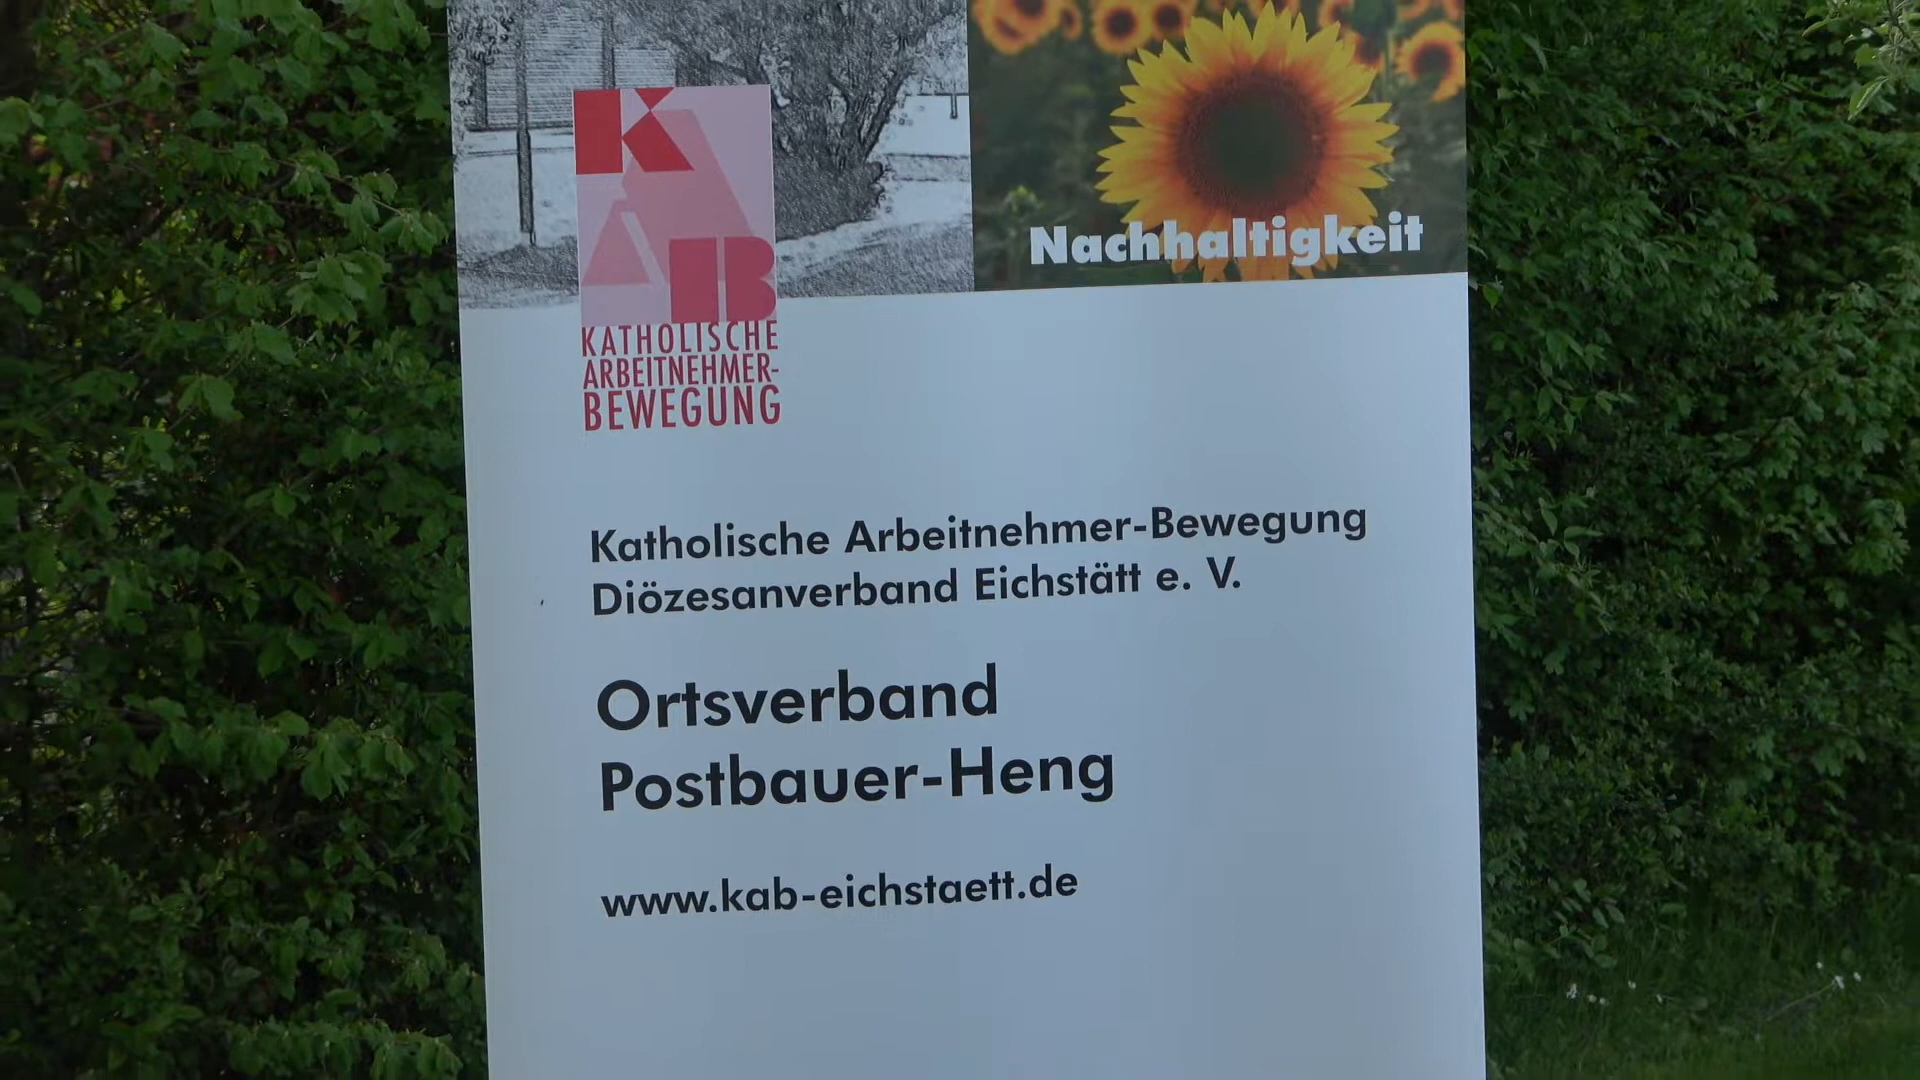 KAB
Nachhaltigkeit
KATHOLISCHE
ARBEITNEHMER-
BEWEGUNG
Katholische Arbeitnehmer-Bewegung
Diözesanverband Eichstätt e. V.
Ortsverband
Postbauer-Heng
www.kab-eichstaett.de